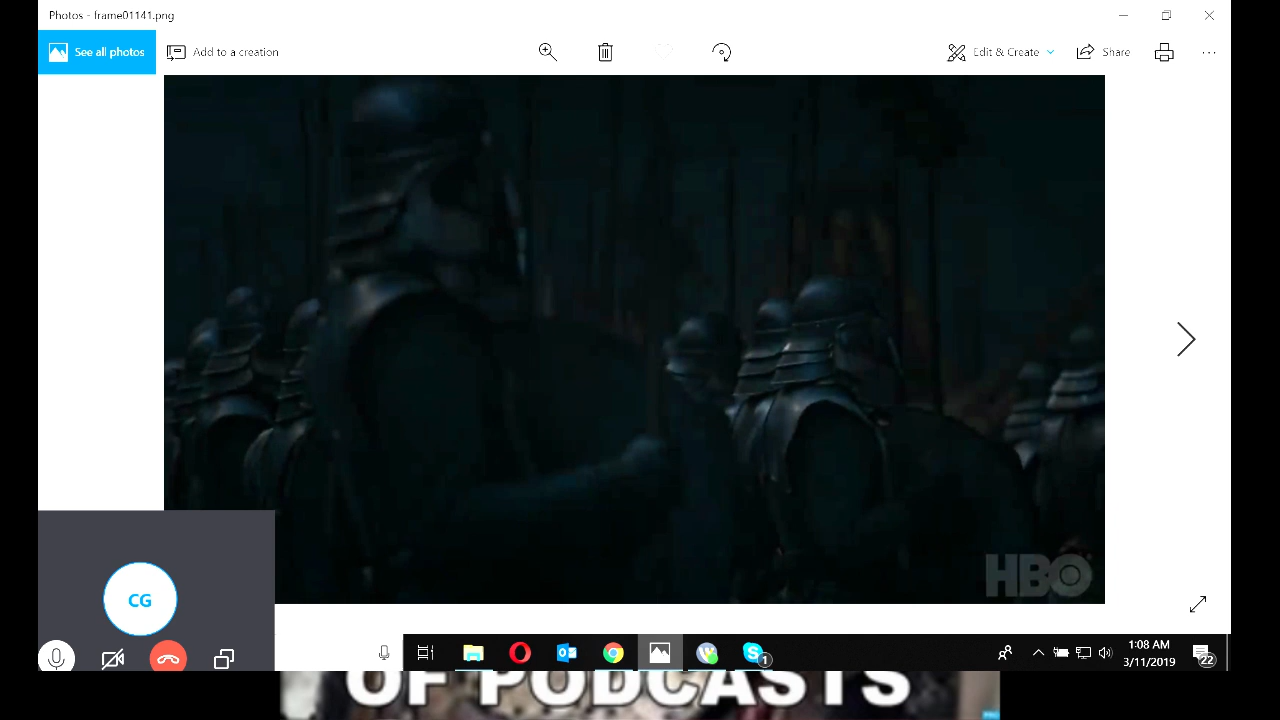 Photos - frame01141.png
See all photos
Add to a creation
Edit & Create
Share
HBO
CG
1
1:08 AM
3/11/2019
22
OF PODCASTS